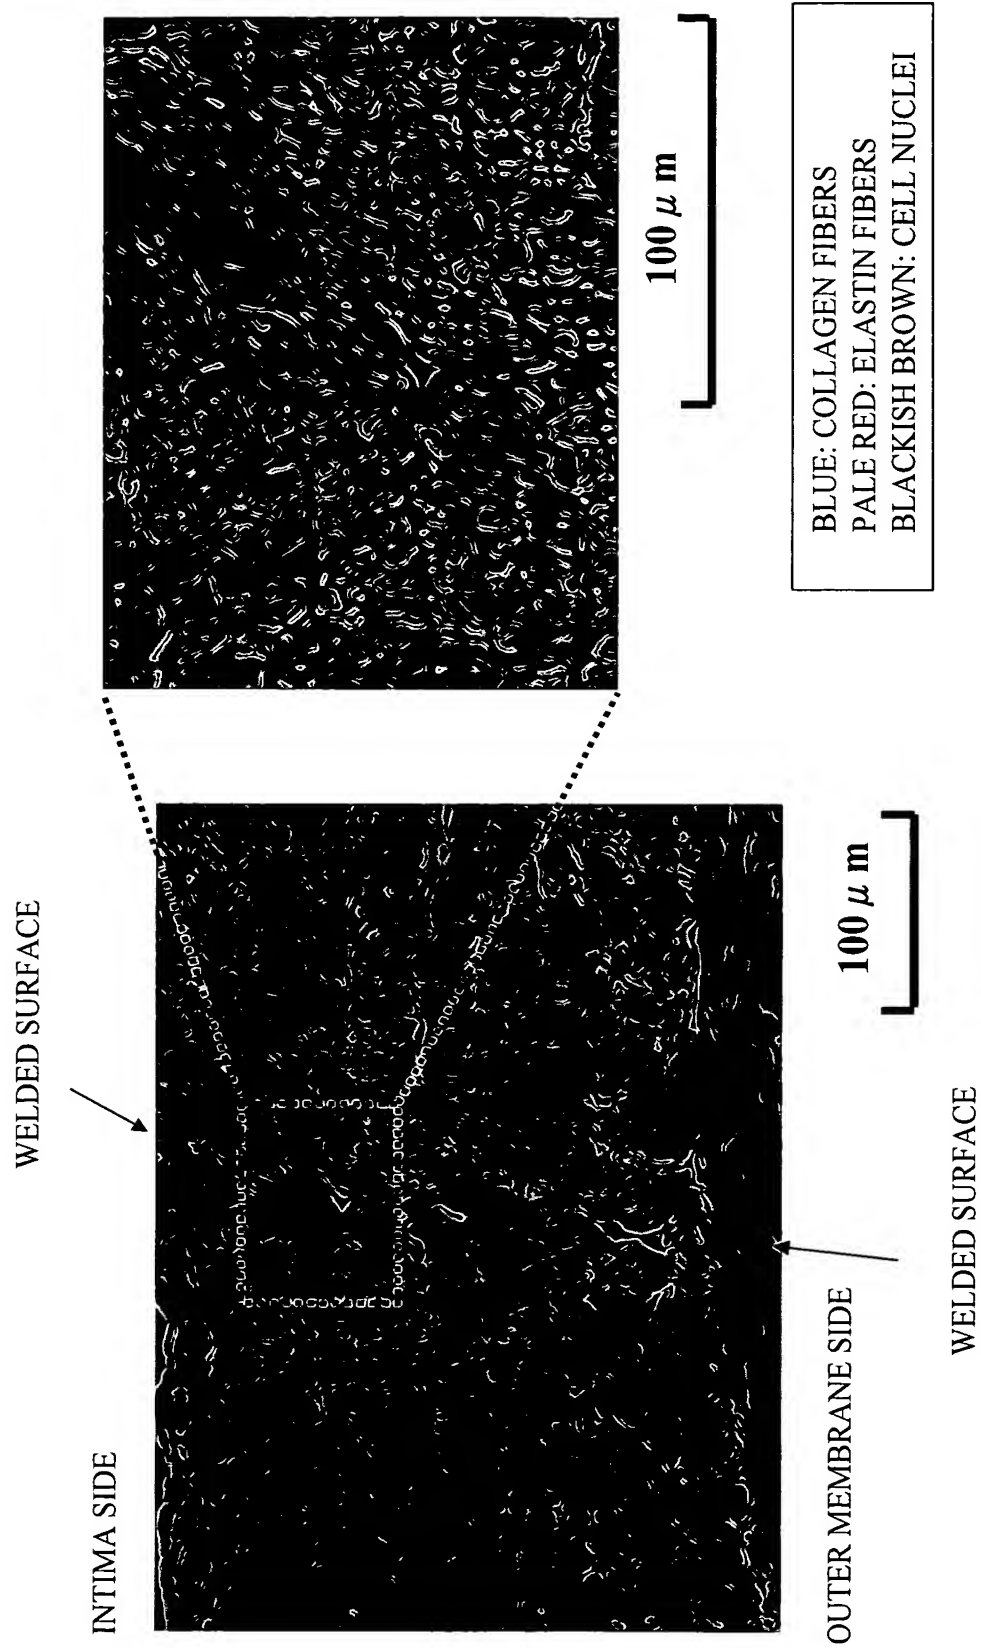 WELDED SURFACE
INTIMA SIDE
OUTER MEMBRANE SIDE
WELDED SURFACE
100 μ m
100 μ m
BLUE: COLLAGEN FIBERS
PALE RED: ELASTIN FIBERS
BLACKISH BROWN: CELL NUCLEI